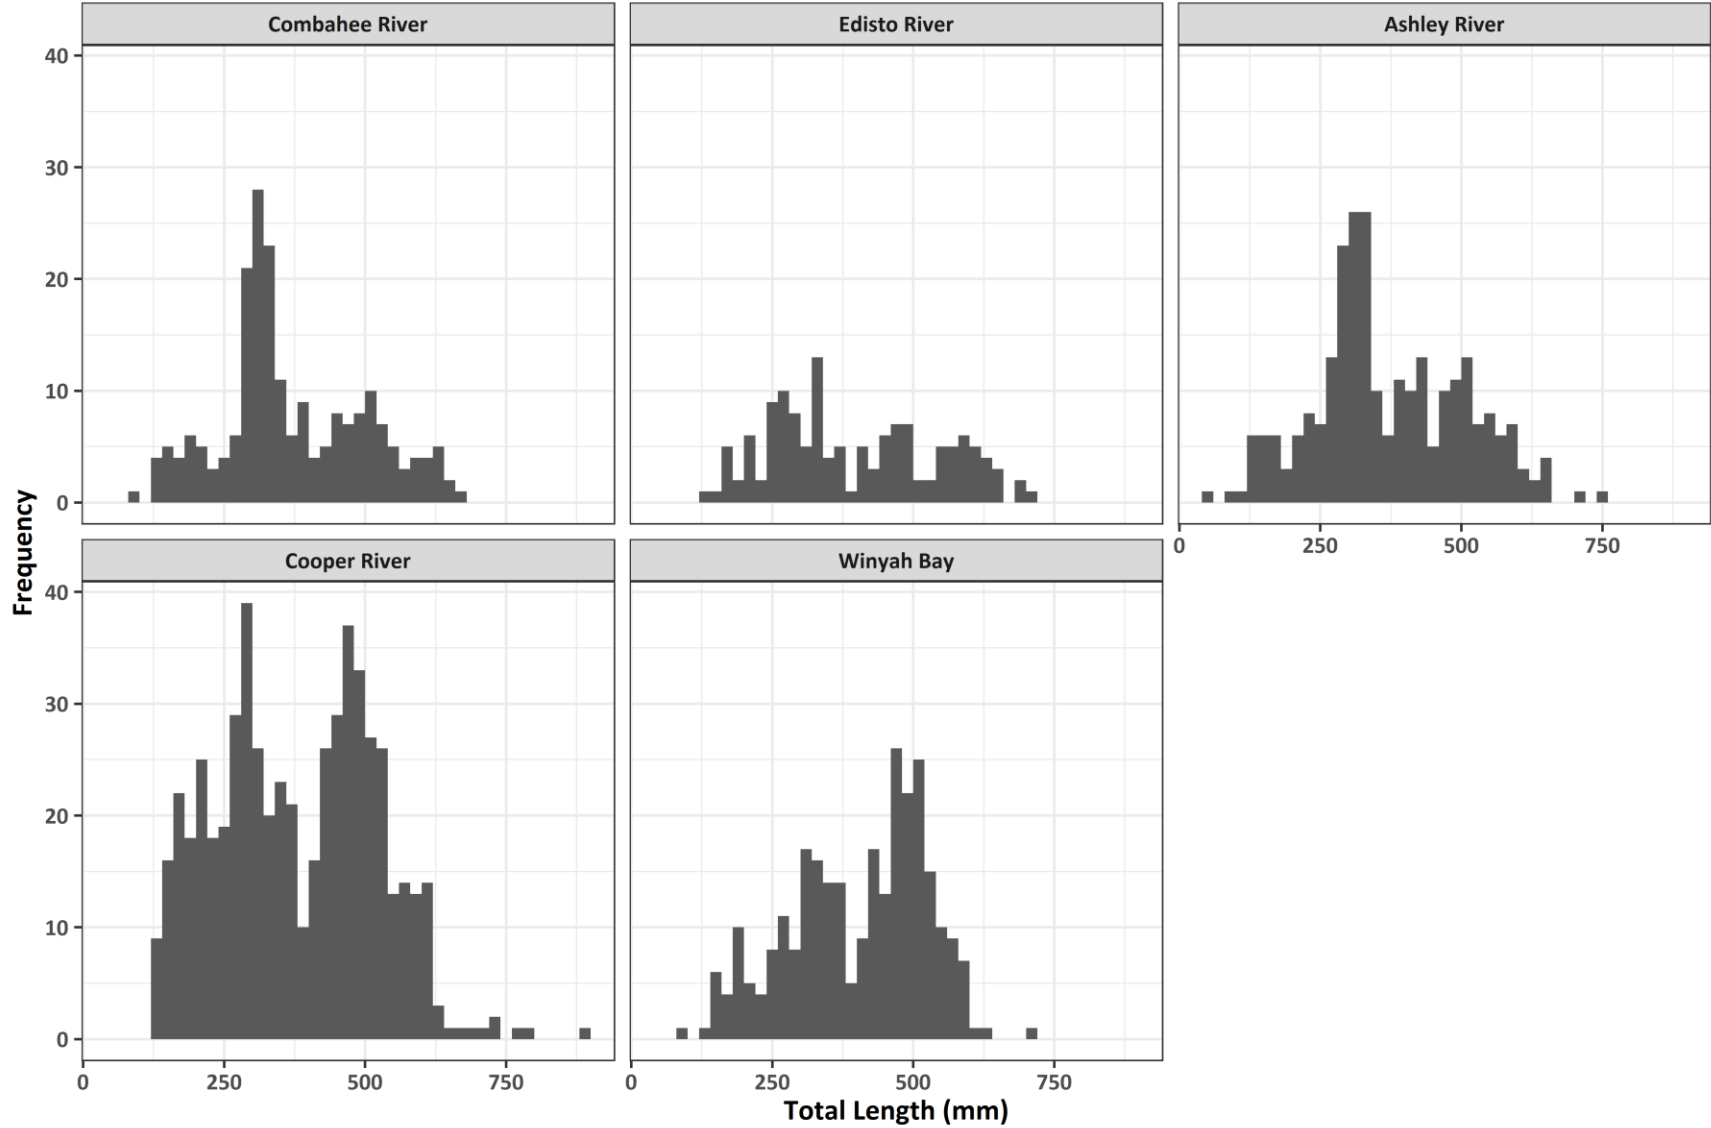 Combahee River
Edisto River
Ashley River
40
30
20
10
0
0 250 500 750
Cooper River
Winyah Bay
Frequency
40
30
20
10
0
0 250 500 750
0 250 500 750
Total Length (mm)